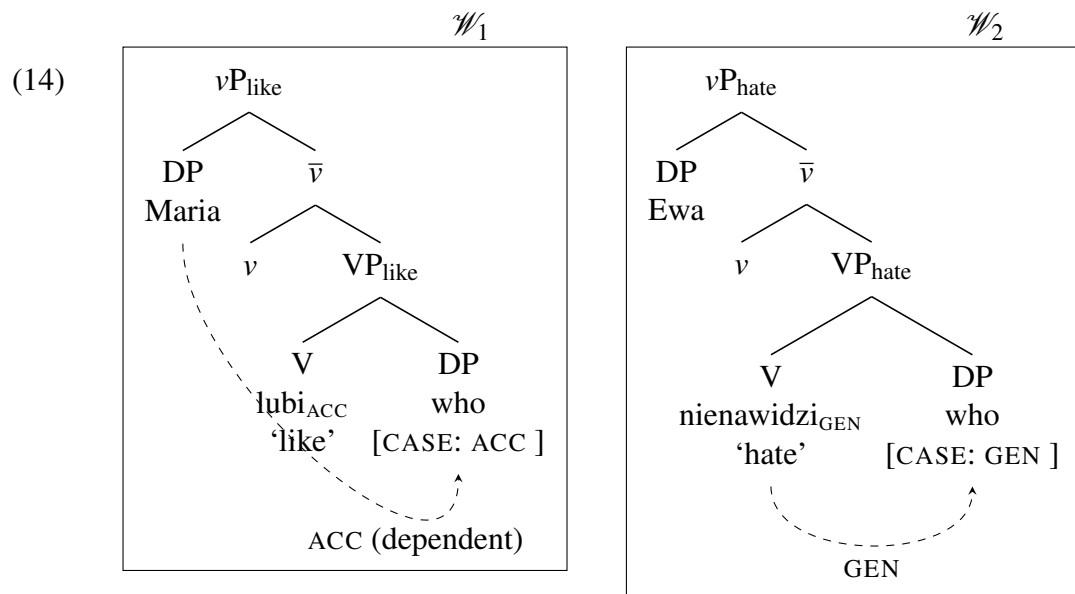 𝒲1 𝒲2
(14)
vPlike vPhate
DP v̅ DP v̅
Maria Ewa
v VPlike v VPhate
V DP V DP
lubiACC who nienawidziGEN who
‘like’ [CASE: ACC ] ‘hate’ [CASE: GEN ]
ACC (dependent)
GEN